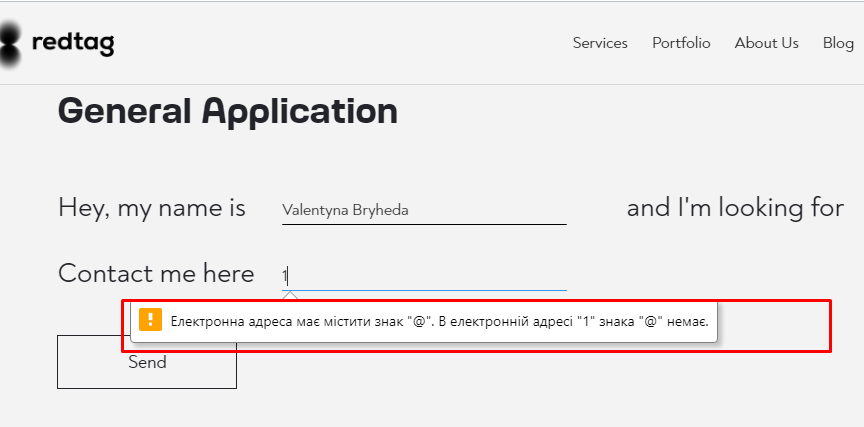 redtag
Services Portfolio About Us Blog
General Application
Hey, my name is Valentyna Bryheda and I'm looking for
Contact me here 1
Електронна адреса має містити знак "@". В електронній адресі "1" знака "@" немає.
Send